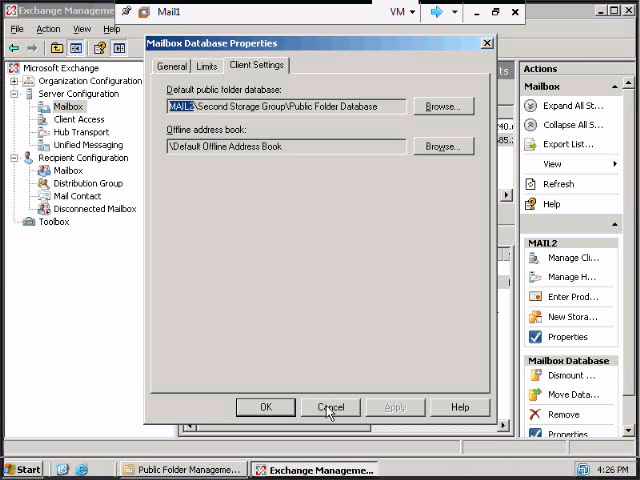 Exchange Management
Mail1
VM
File Action View Help
Microsoft Exchange
Organization Configuration
Server Configuration
Mailbox
Client Access
Hub Transport
Unified Messaging
Recipient Configuration
Mailbox
Distribution Group
Mail Contact
Disconnected Mailbox
Toolbox
Mailbox Database Properties
General Limits Client Settings
Default public folder database:
MAIL2\Second Storage Group\Public Folder Database
Browse...
Offline address book:
\Default Offline Address Book
Browse...
OK Cancel Apply Help
Actions
Mailbox
Expand All St...
Collapse All S...
Export List...
View
Refresh
Help
MAIL2
Manage Cli...
Manage H...
Enter Prod...
New Stora...
Properties
Mailbox Database
Dismount ...
Move Data...
Remove
Properties
Start
Public Folder Manageme...
Exchange Manageme...
4:26 PM